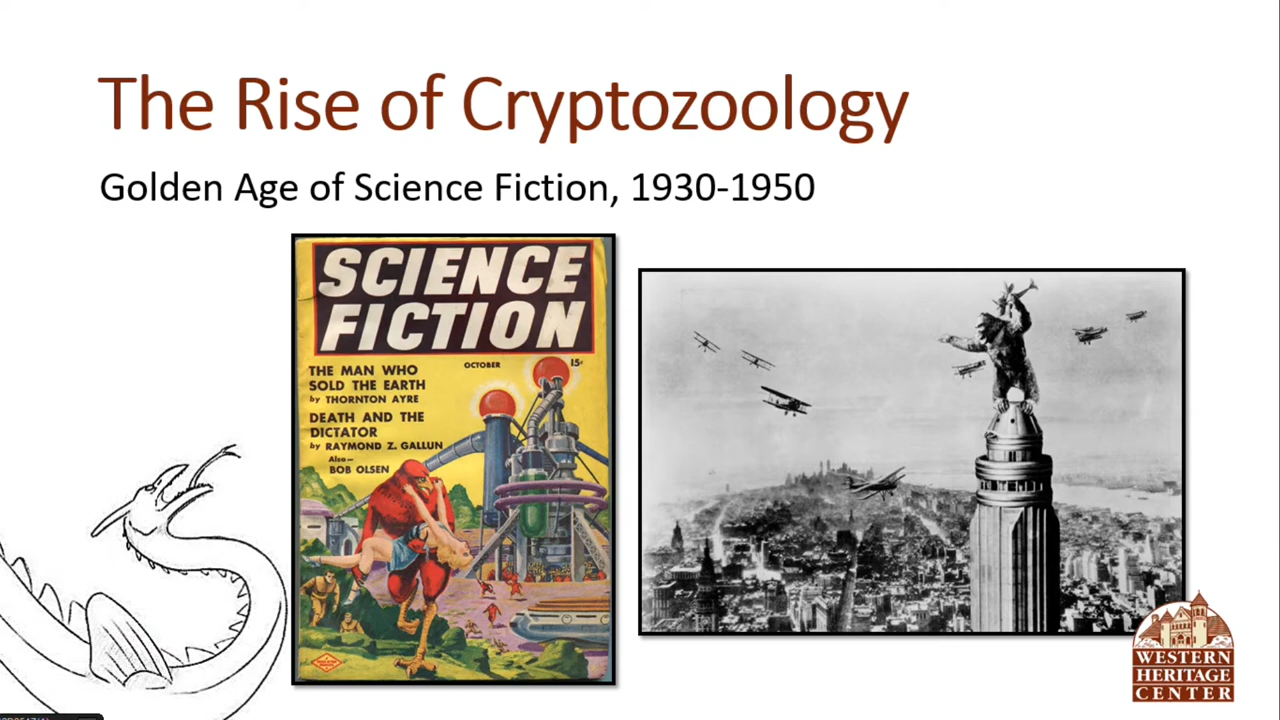 The Rise of Cryptozoology
Golden Age of Science Fiction, 1930-1950
SCIENCE
FICTION
OCTOBER
15¢
THE MAN WHO
SOLD THE EARTH
by THORNTON AYRE
DEATH AND THE
DICTATOR
by RAYMOND Z. GALLUN
Also—
BOB OLSEN
WESTERN
HERITAGE
CENTER